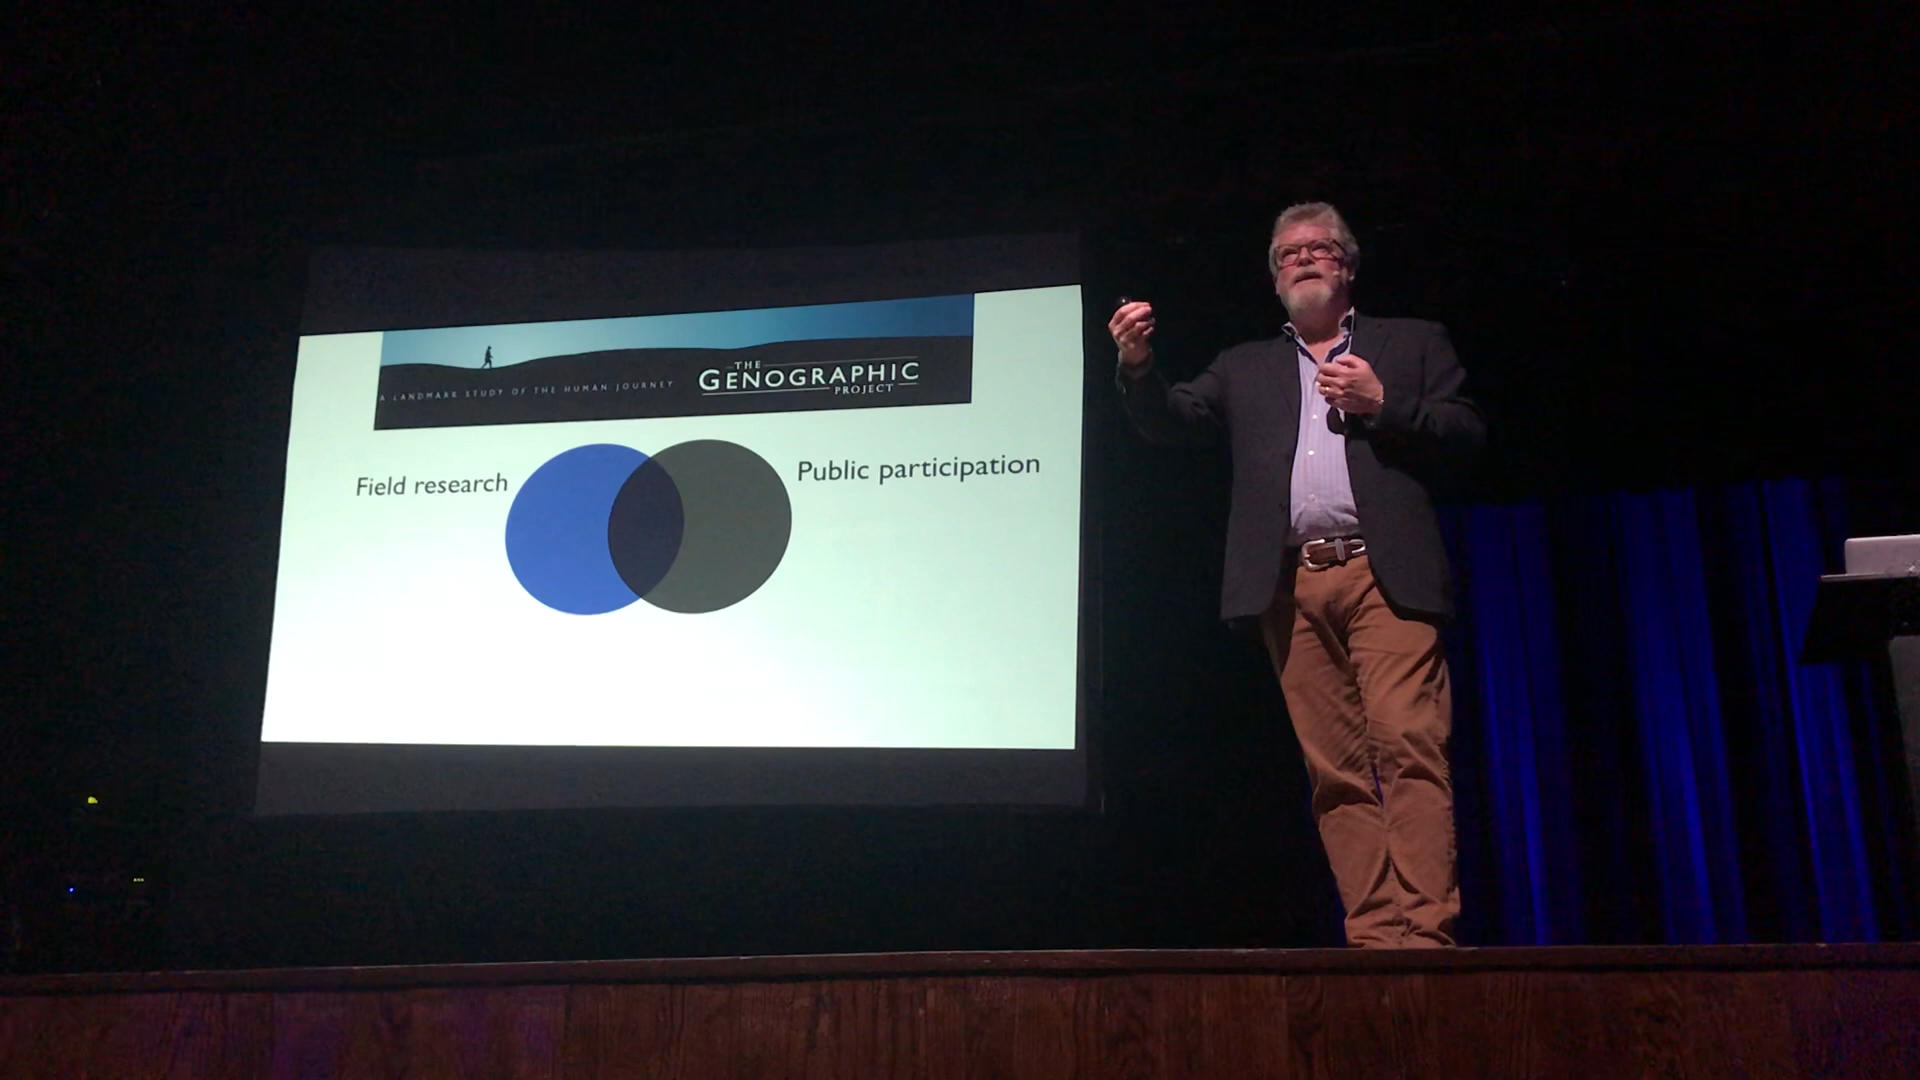 A LANDMARK STUDY OF THE HUMAN JOURNEY
THE
GENOGRAPHIC
PROJECT
Field research
Public participation